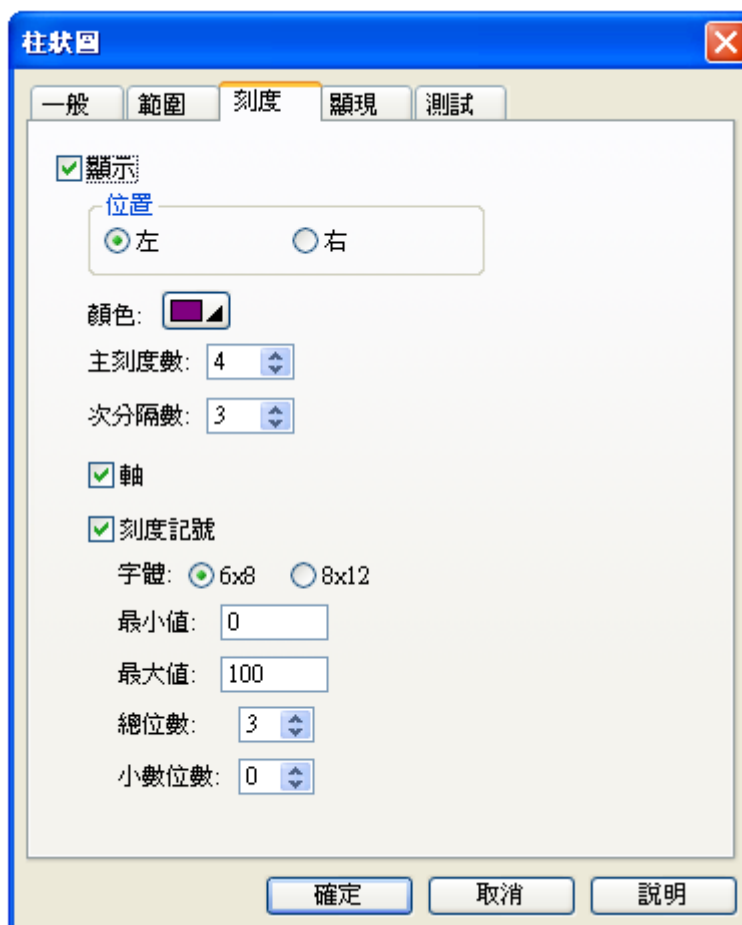 柱狀圖
一般 範圍 刻度 顯現 測試
顯示
位置
左 右
顏色:
主刻度數: 4
次分隔數: 3
軸
刻度記號
字體: 6x8 8x12
最小值: 0
最大值: 100
總位數: 3
小數位數: 0
確定 取消 說明